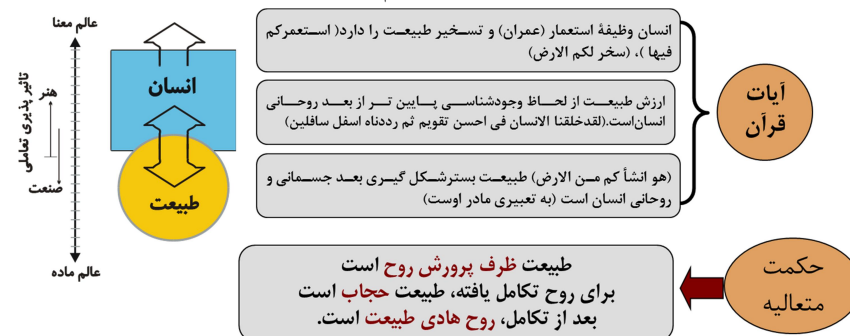 آیات
قرآن
انسان وظیفۀ استعمار (عمران) و تسخیر طبیعت را دارد( استعمرکم
فیها )، (سخر لکم الارض)
ارزش طبیعت از لحاظ وجودشناسی پایین تر از بعد روحانی
انسان‌است.(لقدخلقنا الانسان فی احسن تقویم ثم رددناه اسفل سافلین)
(هو انشأ کم من الارض) طبیعت بسترشکل گیری بعد جسمانی و
روحانی انسان است (به تعبیری مادر اوست)
عالم معنا
انسان
طبیعت
تاثیر پذیری تعاملی
هنر
صنعت
عالم ماده
حکمت
متعالیه
طبیعت ظرف پرورش روح است
برای روح تکامل یافته، طبیعت حجاب است
بعد از تکامل، روح هادی طبیعت است.